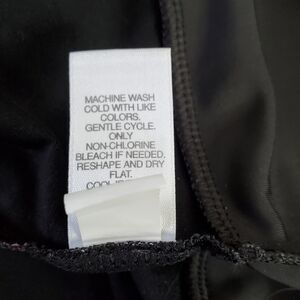 MACHINE WASH
COLD WITH LIKE
COLORS.
GENTLE CYCLE.
ONLY
NON-CHLORINE
BLEACH IF NEEDED.
RESHAPE AND DRY
FLAT.